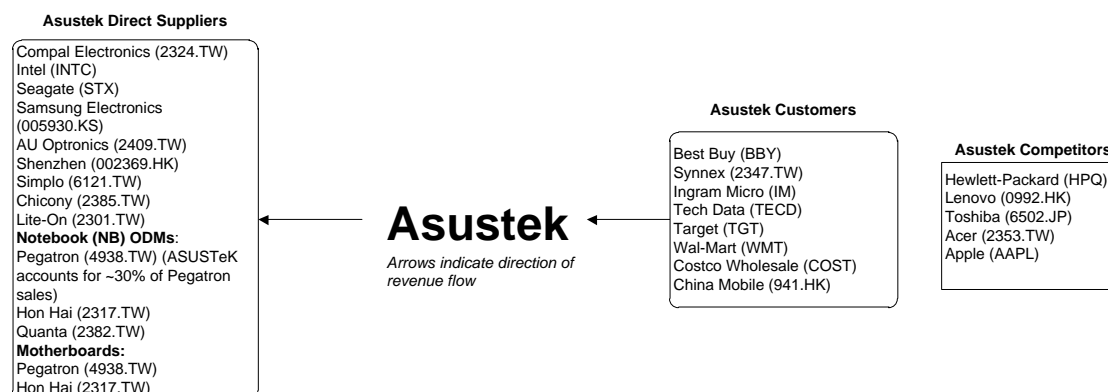 Asustek Direct Suppliers
Compal Electronics (2324.TW)
Intel (INTC)
Seagate (STX)
Samsung Electronics
(005930.KS)
AU Optronics (2409.TW)
Shenzhen (002369.HK)
Simplo (6121.TW)
Chicony (2385.TW)
Lite-On (2301.TW)
Notebook (NB) ODMs:
Pegatron (4938.TW) (ASUSTeK
accounts for ~30% of Pegatron
sales)
Hon Hai (2317.TW)
Quanta (2382.TW)
Motherboards:
Pegatron (4938.TW)
Hon Hai (2317.TW)
Asustek
Arrows indicate direction of
revenue flow
Asustek Customers
Best Buy (BBY)
Synnex (2347.TW)
Ingram Micro (IM)
Tech Data (TECD)
Target (TGT)
Wal-Mart (WMT)
Costco Wholesale (COST)
China Mobile (941.HK)
Asustek Competitors
Hewlett-Packard (HPQ)
Lenovo (0992.HK)
Toshiba (6502.JP)
Acer (2353.TW)
Apple (AAPL)